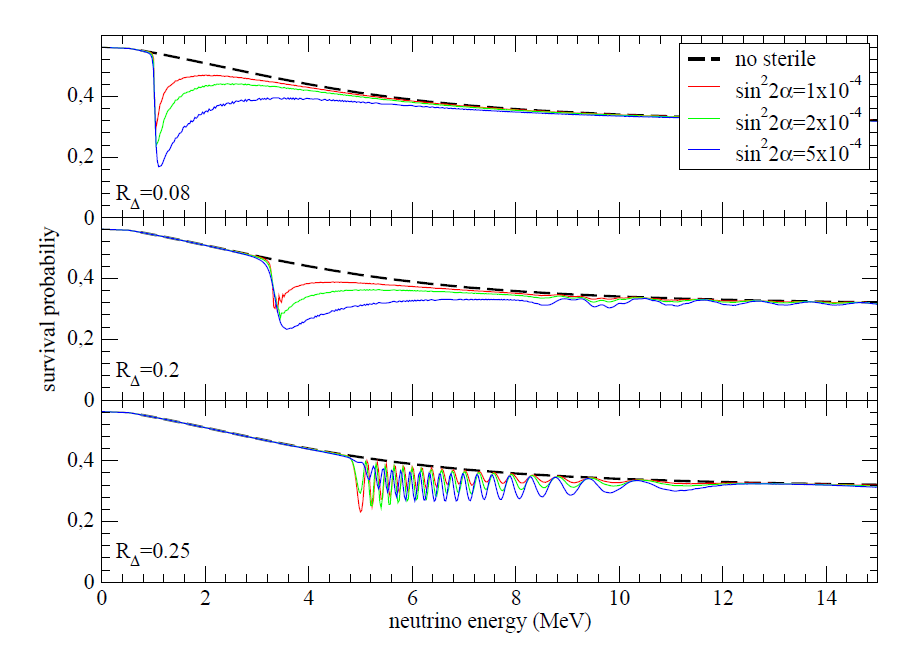 no sterile
sin²2α=1x10⁻⁴
sin²2α=2x10⁻⁴
sin²2α=5x10⁻⁴
0,4
0,2
0
R_Δ=0.08
0,4
0,2
0
R_Δ=0.2
0,4
0,2
0
R_Δ=0.25
survival probabiliy
0 2 4 6 8 10 12 14
neutrino energy (MeV)